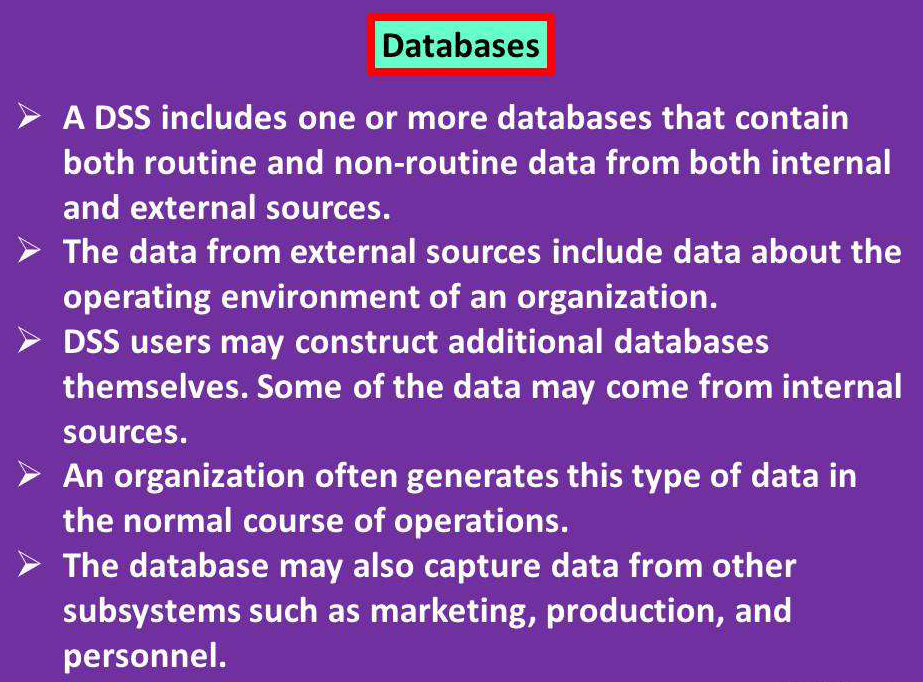 Databases
➢ A DSS includes one or more databases that contain
both routine and non-routine data from both internal
and external sources.
➢ The data from external sources include data about the
operating environment of an organization.
➢ DSS users may construct additional databases
themselves. Some of the data may come from internal
sources.
➢ An organization often generates this type of data in
the normal course of operations.
➢ The database may also capture data from other
subsystems such as marketing, production, and
personnel.